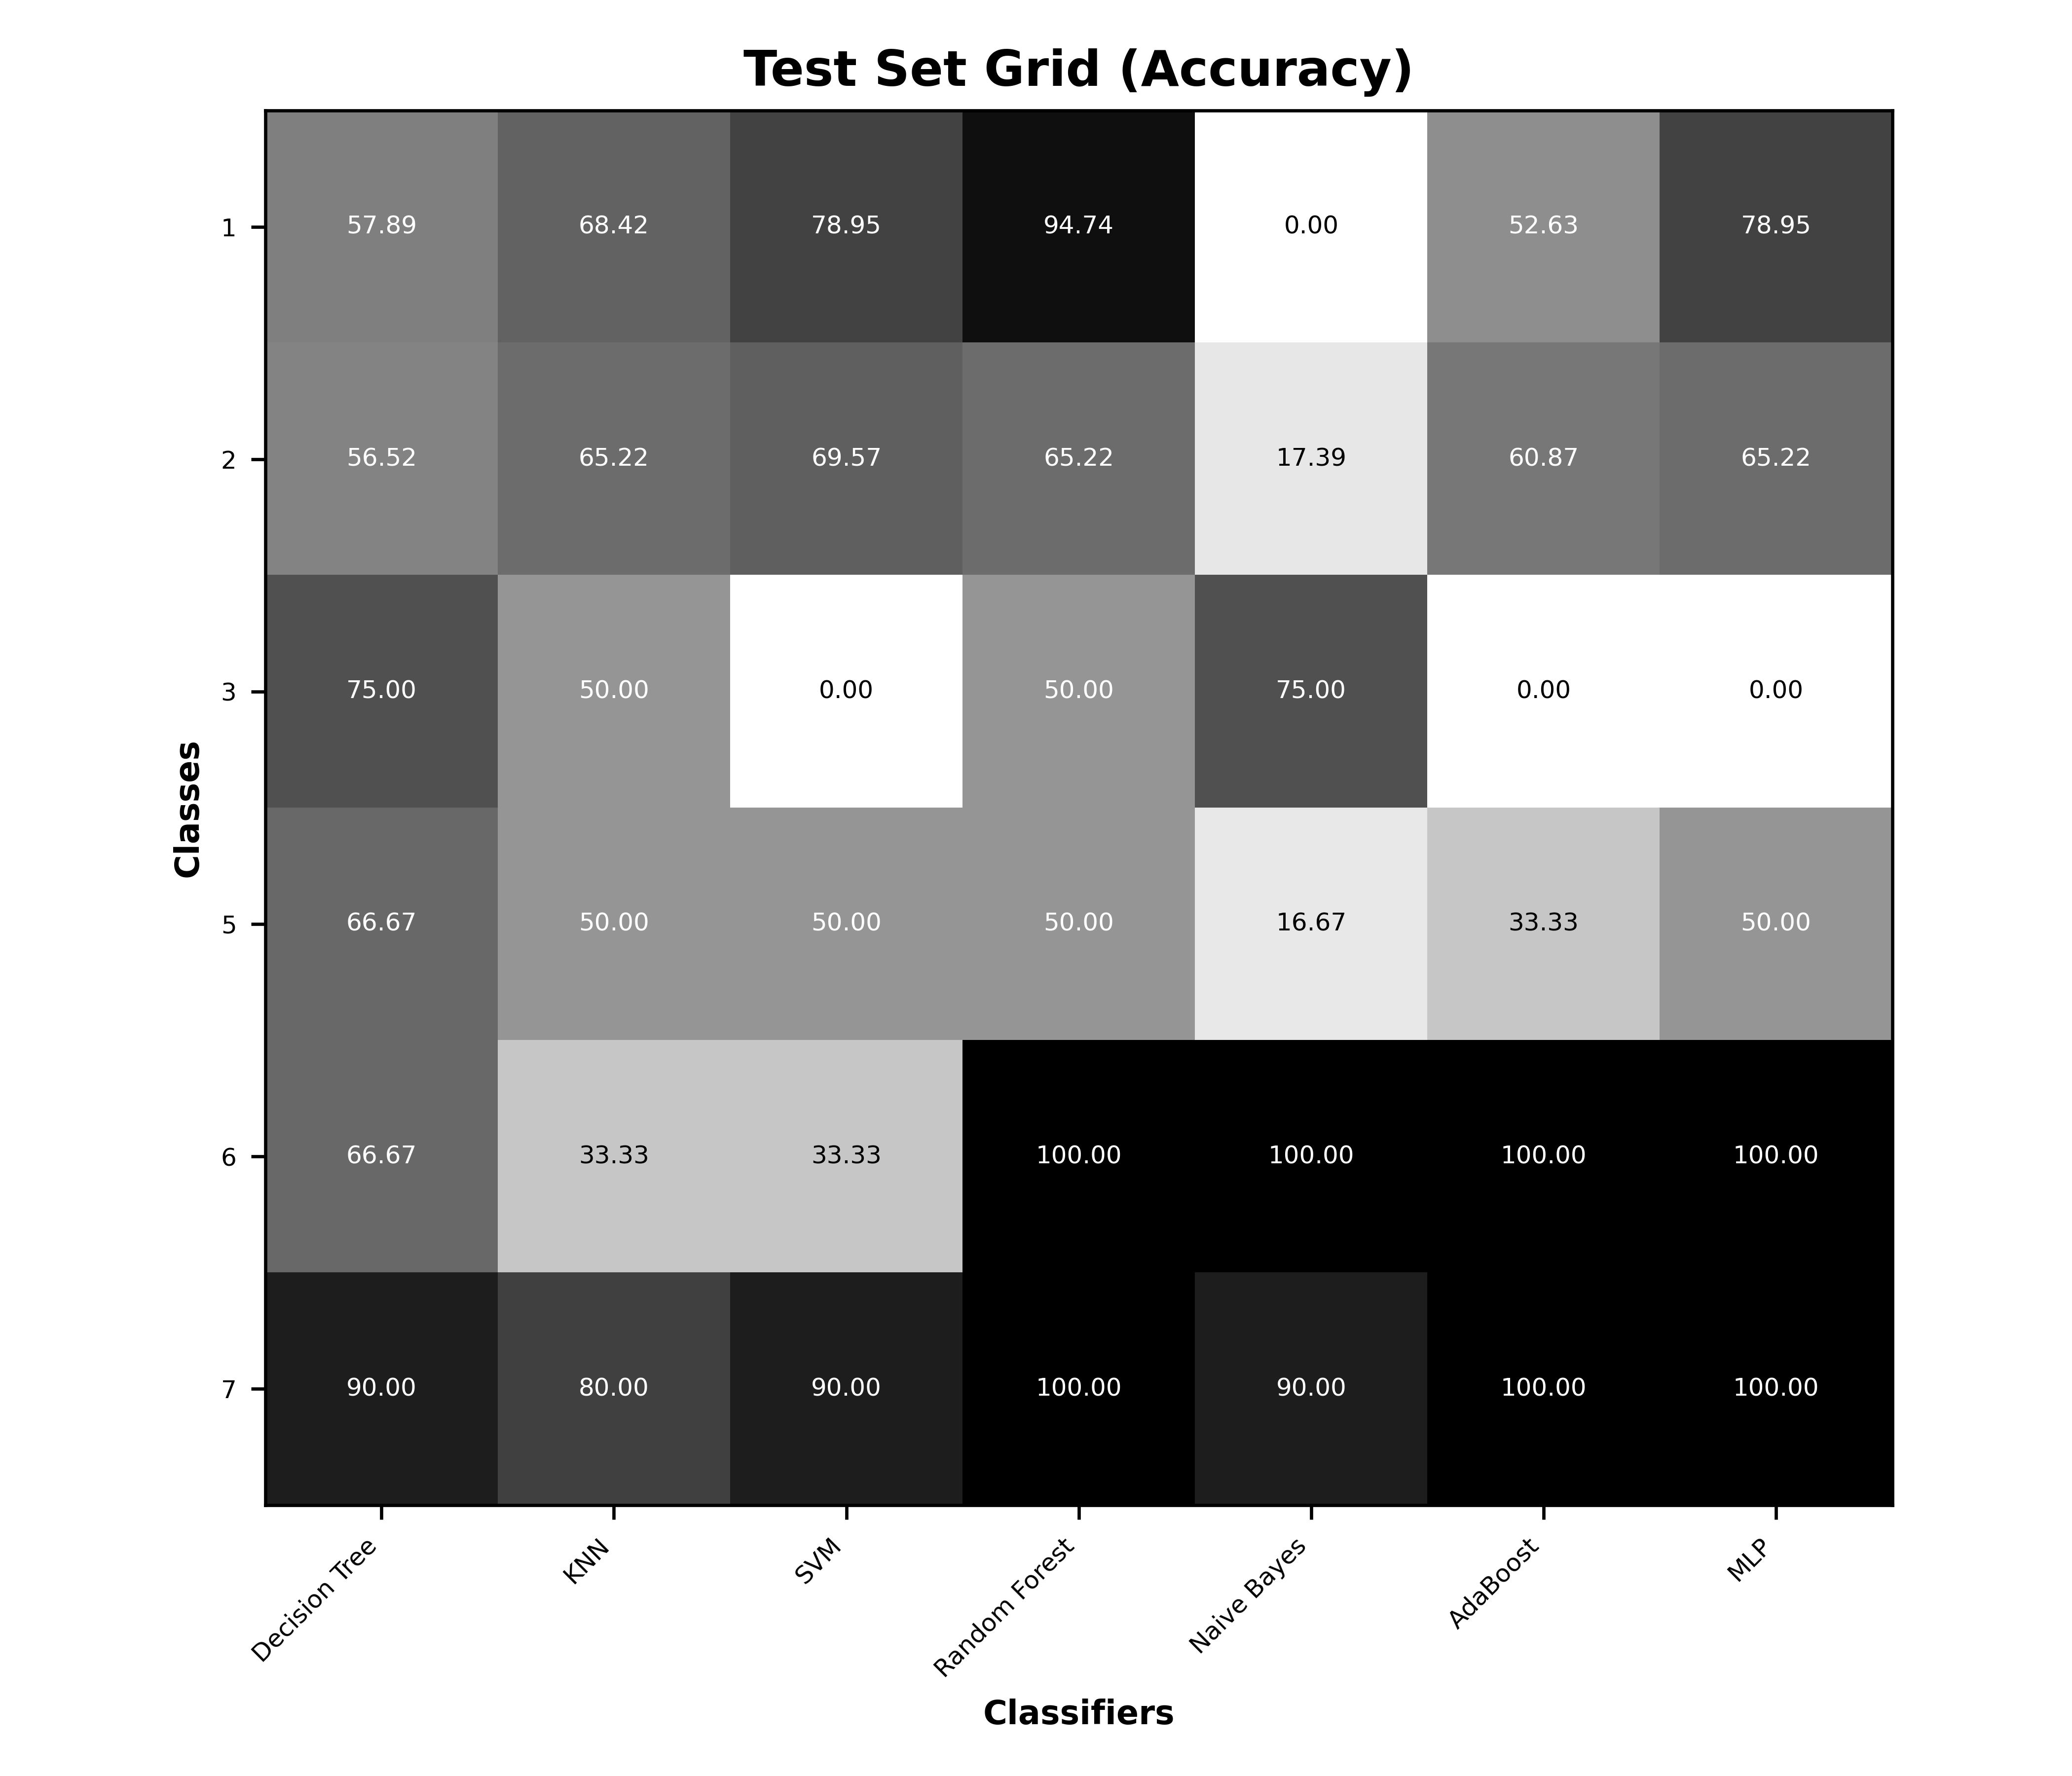 Test Set Grid (Accuracy)
1 57.89 68.42 78.95 94.74 0.00 52.63 78.95
2 56.52 65.22 69.57 65.22 17.39 60.87 65.22
3 75.00 50.00 0.00 50.00 75.00 0.00 0.00
Classes
5 66.67 50.00 50.00 50.00 16.67 33.33 50.00
6 66.67 33.33 33.33 100.00 100.00 100.00 100.00
7 90.00 80.00 90.00 100.00 90.00 100.00 100.00
Decision Tree
KNN
SVM
Random Forest
Naive Bayes
AdaBoost
MLP
Classifiers